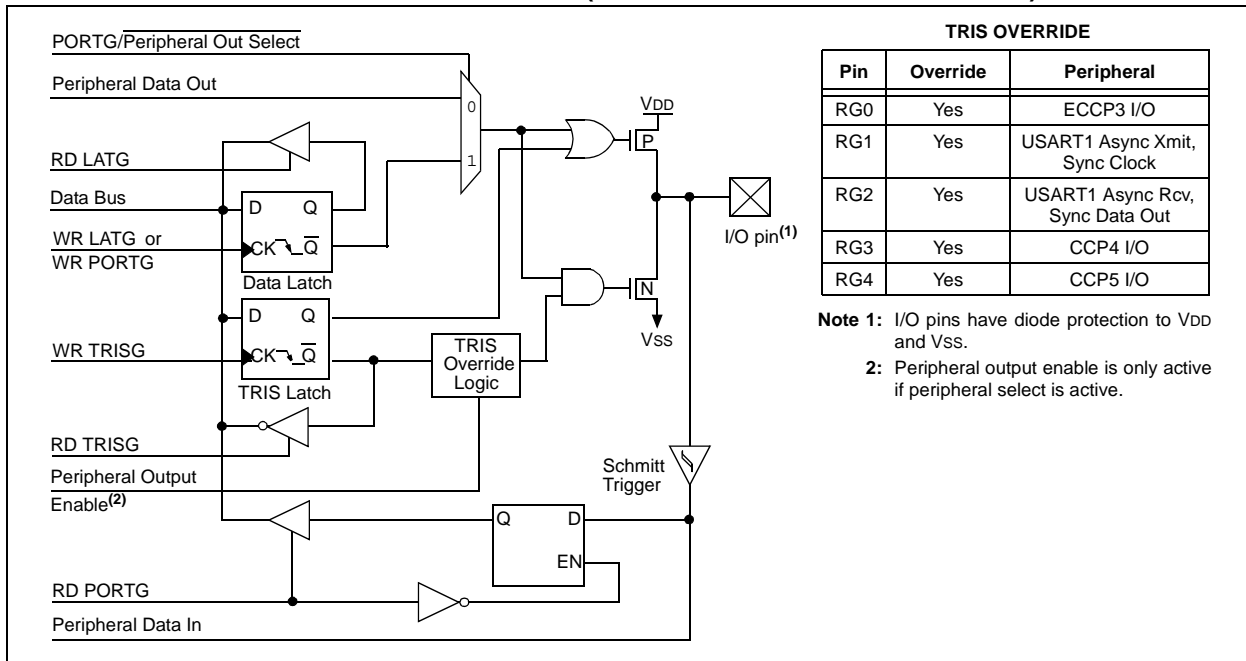 PORTG/Peripheral Out Select
Peripheral Data Out
RD LATG
Data Bus
WR LATG or
WR PORTG
D Q
CK Q
Data Latch
D Q
WR TRISG
CK Q
TRIS Latch
RD TRISG
Peripheral Output
Enable(2)
RD PORTG
Peripheral Data In
0
1
TRIS
Override
Logic
VDD
P
N
VSS
I/O pin(1)
Schmitt
Trigger
Q D
EN
TRIS OVERRIDE
Pin Override Peripheral
RG0 Yes ECCP3 I/O
RG1 Yes USART1 Async Xmit,
Sync Clock
RG2 Yes USART1 Async Rcv,
Sync Data Out
RG3 Yes CCP4 I/O
RG4 Yes CCP5 I/O
Note 1: I/O pins have diode protection to VDD
and VSS.
2: Peripheral output enable is only active
if peripheral select is active.